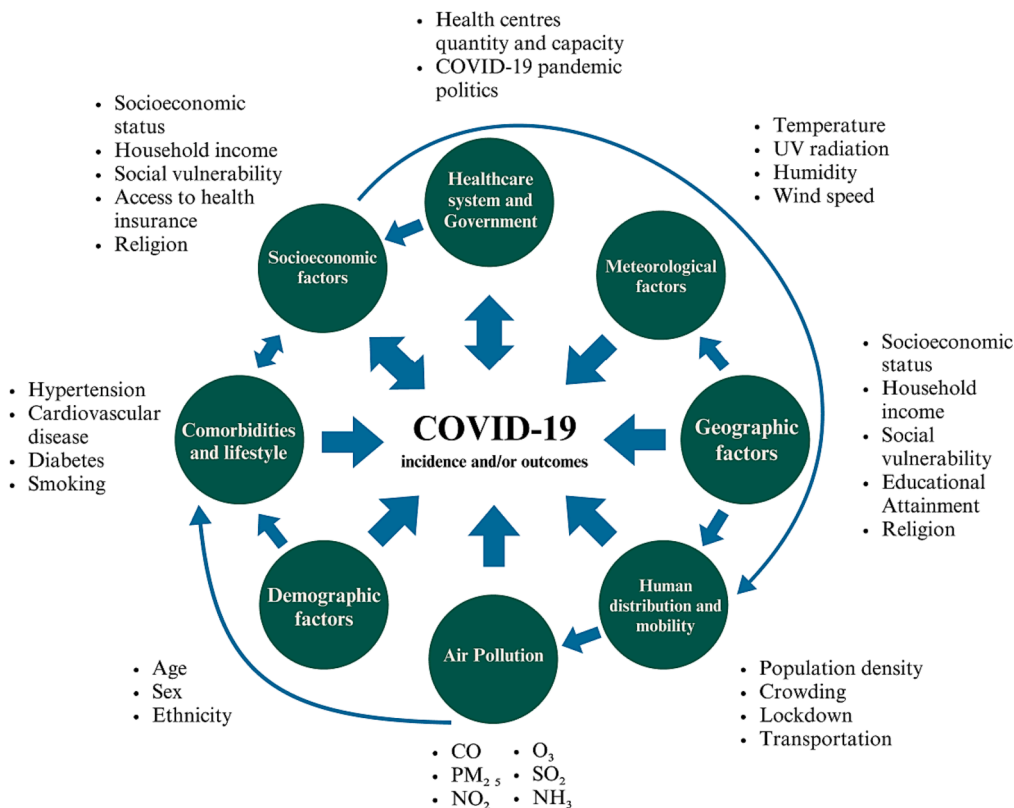 • Health centres
quantity and capacity
• COVID-19 pandemic
politics
• Socioeconomic
status
• Household income
• Social vulnerability
• Access to health
insurance
• Religion
• Temperature
• UV radiation
• Humidity
• Wind speed
Healthcare
system and
Government
Socioeconomic
factors
Meteorological
factors
• Hypertension
• Cardiovascular
disease
• Diabetes
• Smoking
Comorbidities
and lifestyle
COVID-19
incidence and/or outcomes
Geographic
factors
• Socioeconomic
status
• Household
income
• Social
vulnerability
• Educational
Attainment
• Religion
Demographic
factors
Air Pollution
Human
distribution and
mobility
• Age
• Sex
• Ethnicity
• Population density
• Crowding
• Lockdown
• Transportation
• CO • O₃
• PM₂ ₅ • SO₂
• NO₂ • NH₃